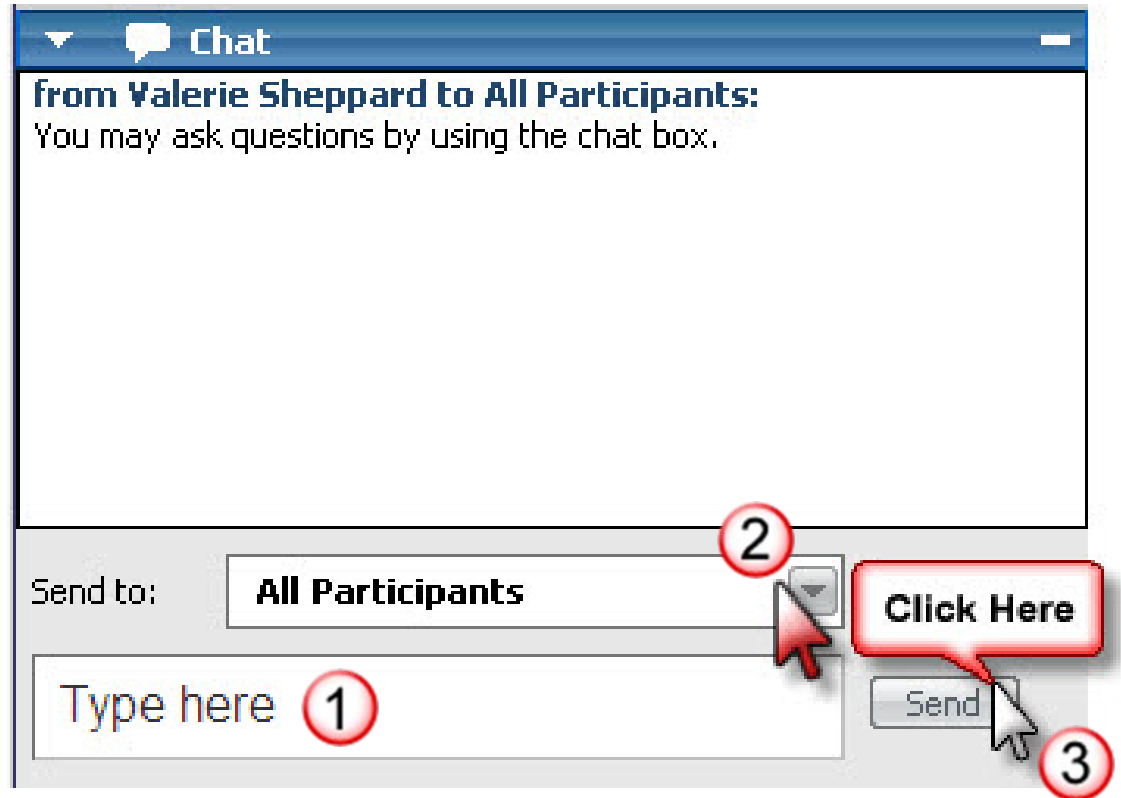 Chat
from Valerie Sheppard to All Participants:
You may ask questions by using the chat box.
2
Send to: All Participants
Click Here
Type here 1
Send
3